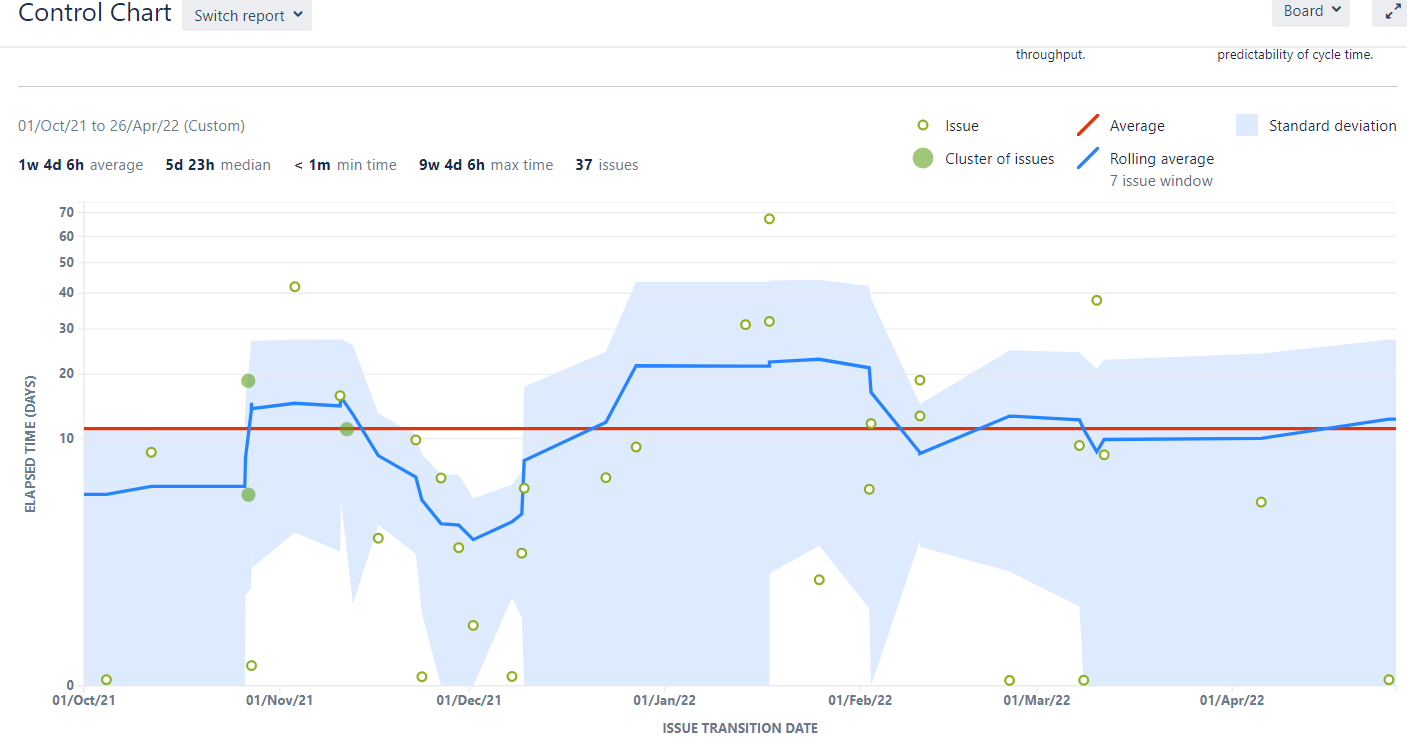 Control Chart
Switch report
Board
throughput.
predictability of cycle time.
01/Oct/21 to 26/Apr/22 (Custom)
Issue
Average
Standard deviation
Cluster of issues
Rolling average
7 issue window
1w 4d 6h average 5d 23h median < 1m min time 9w 4d 6h max time 37 issues
70
60
50
40
30
20
10
0
ELAPSED TIME (DAYS)
01/Oct/21 01/Nov/21 01/Dec/21 01/Jan/22 01/Feb/22 01/Mar/22 01/Apr/22
ISSUE TRANSITION DATE